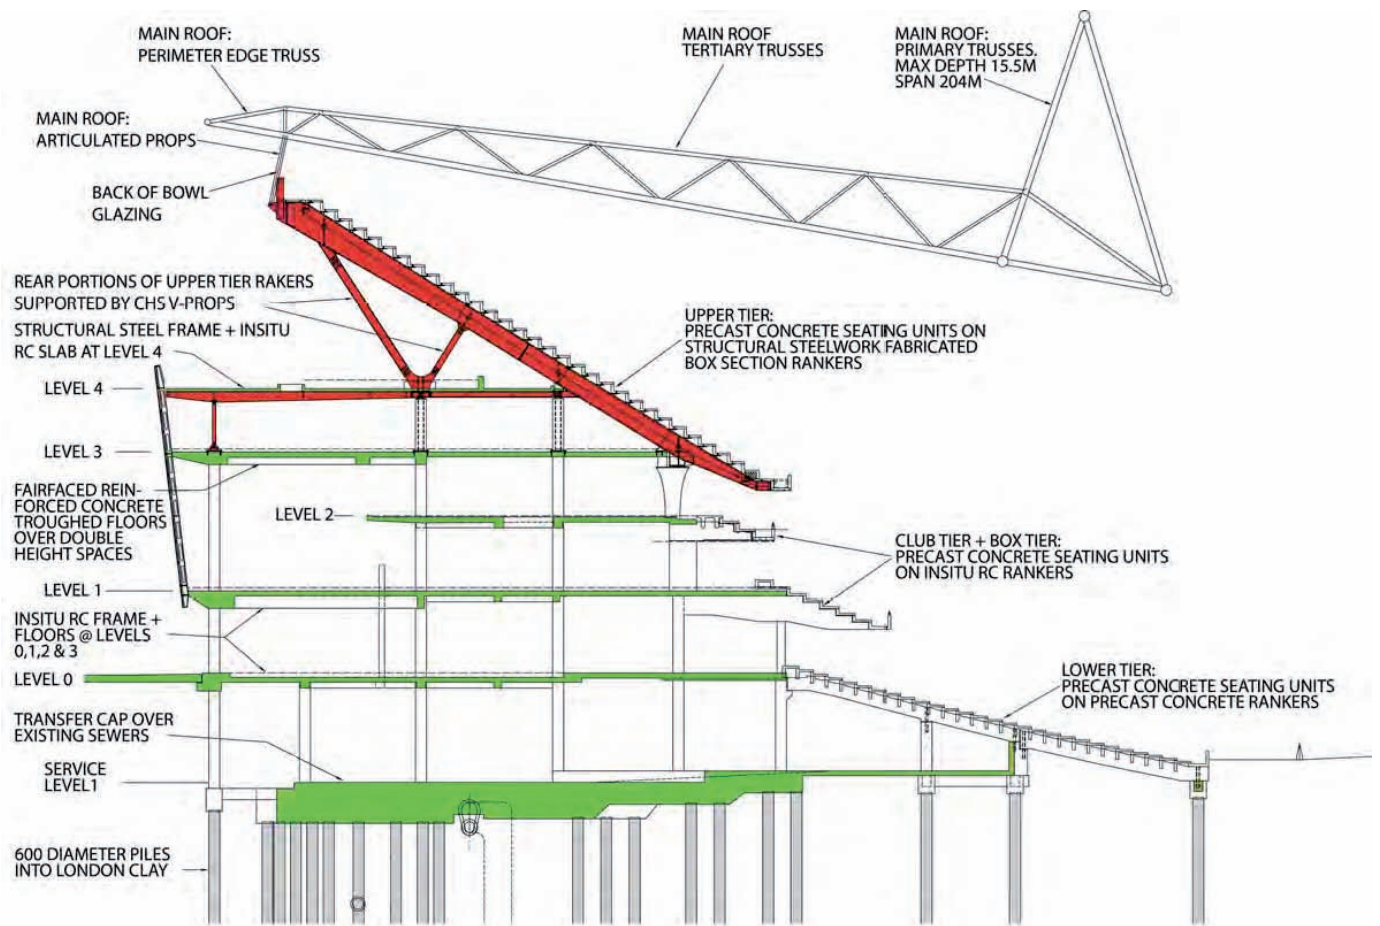 MAIN ROOF:
PERIMETER EDGE TRUSS
MAIN ROOF
TERTIARY TRUSSES
MAIN ROOF:
PRIMARY TRUSSES.
MAX DEPTH 15.5M
SPAN 204M
MAIN ROOF:
ARTICULATED PROPS
BACK OF BOWL
GLAZING
REAR PORTIONS OF UPPER TIER RAKERS
SUPPORTED BY CHS V-PROPS
STRUCTURAL STEEL FRAME + INSITU
RC SLAB AT LEVEL 4
UPPER TIER:
PRECAST CONCRETE SEATING UNITS ON
STRUCTURAL STEELWORK FABRICATED
BOX SECTION RANKERS
LEVEL 4
LEVEL 3
FAIRFACED REIN-
FORCED CONCRETE
TROUGHED FLOORS
OVER DOUBLE
HEIGHT SPACES
LEVEL 2
CLUB TIER + BOX TIER:
PRECAST CONCRETE SEATING UNITS
ON INSITU RC RANKERS
LEVEL 1
INSITU RC FRAME +
FLOORS @ LEVELS
0,1,2 & 3
LEVEL 0
LOWER TIER:
PRECAST CONCRETE SEATING UNITS
ON PRECAST CONCRETE RANKERS
TRANSFER CAP OVER
EXISTING SEWERS
SERVICE
LEVEL1
600 DIAMETER PILES
INTO LONDON CLAY